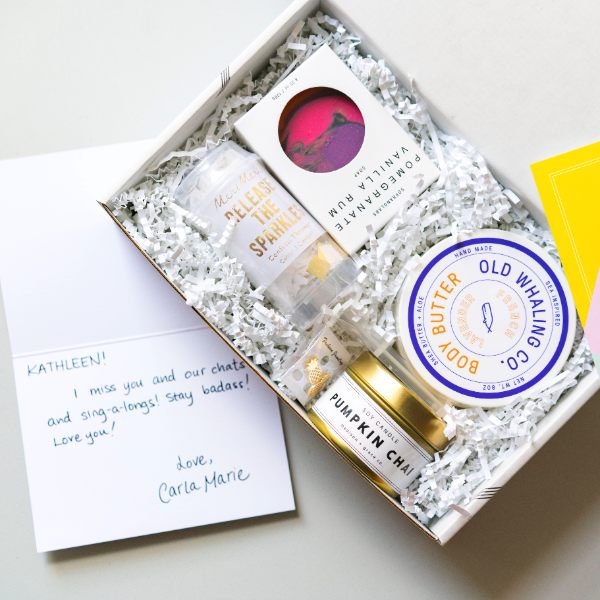 KATHLEEN!
I miss you and our chats
and sing-a-longs! Stay badass!
Love you!
Love,
Carla Marie
RELEASE
THE
SPARKLE
POMEGRANATE
VANILLA RUM
SOAP
HAND MADE
SEA INSPIRED
OLD WHALING CO.
BODY BUTTER
FRENCH
LAVENDER
SHEA BUTTER + ALOE
NET WT. 8OZ
SOY CANDLE
PUMPKIN CHAI